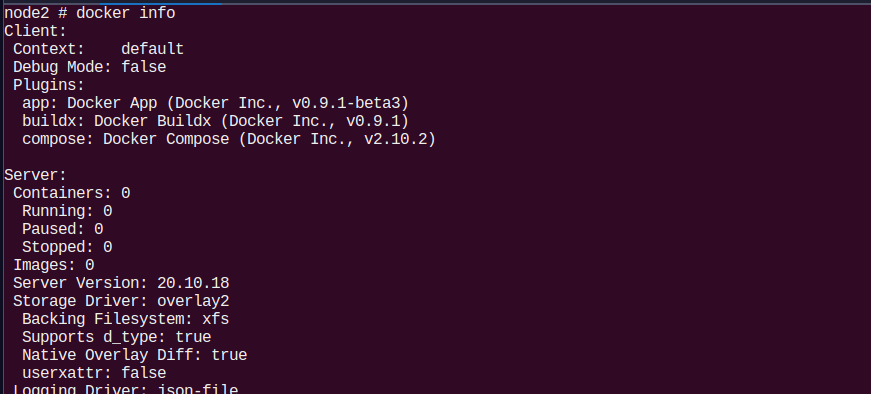 node2 # docker info
Client:
 Context:    default
 Debug Mode: false
 Plugins:
  app: Docker App (Docker Inc., v0.9.1-beta3)
  buildx: Docker Buildx (Docker Inc., v0.9.1)
  compose: Docker Compose (Docker Inc., v2.10.2)

Server:
 Containers: 0
  Running: 0
  Paused: 0
  Stopped: 0
 Images: 0
 Server Version: 20.10.18
 Storage Driver: overlay2
  Backing Filesystem: xfs
  Supports d_type: true
  Native Overlay Diff: true
  userxattr: false
 Logging Driver: json-file